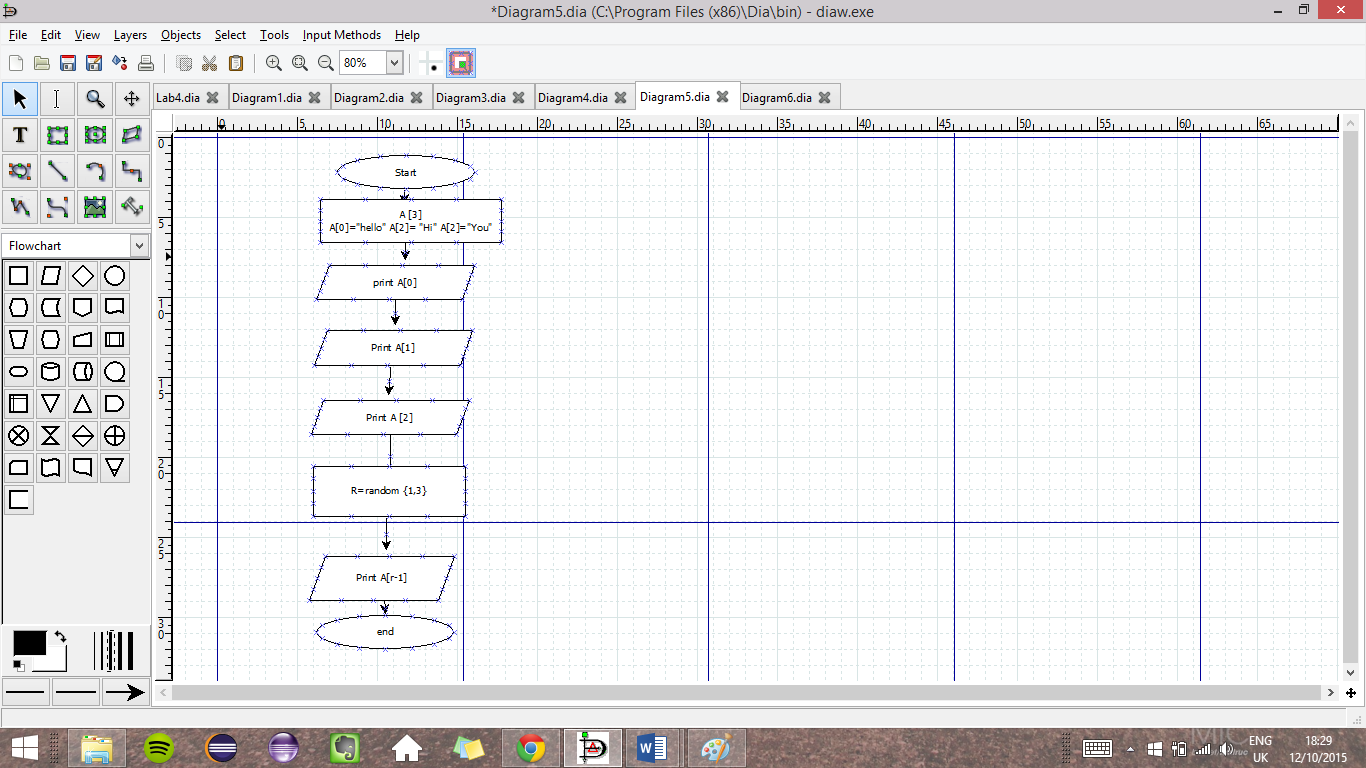 *Diagram5.dia (C:\Program Files (x86)\Dia\bin) - diaw.exe
File Edit View Layers Objects Select Tools Input Methods Help
80%
Lab4.dia Diagram1.dia Diagram2.dia Diagram3.dia Diagram4.dia Diagram5.dia Diagram6.dia
0 5 10 15 20 25 30 35 40 45 50 55 60 65
0
5
10
15
20
25
30
T
Flowchart
Start
A [3]
A[0]="hello" A[2]= "Hi" A[2]="You"
print A[0]
Print A[1]
Print A [2]
R=random {1,3}
Print A[r-1]
end
ENG
UK
18:29
12/10/2015